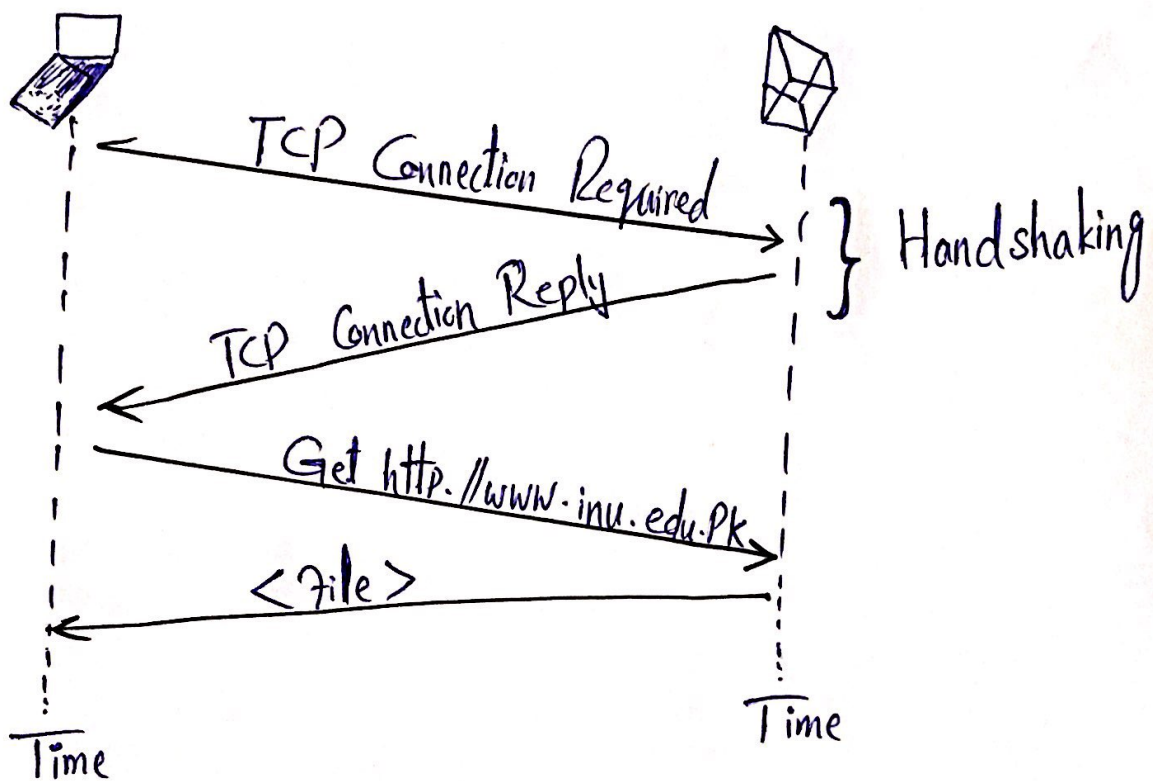 TCP Connection Required
Handshaking
TCP Connection Reply
Get http.//www.inu.edu.Pk
<File>
Time
Time